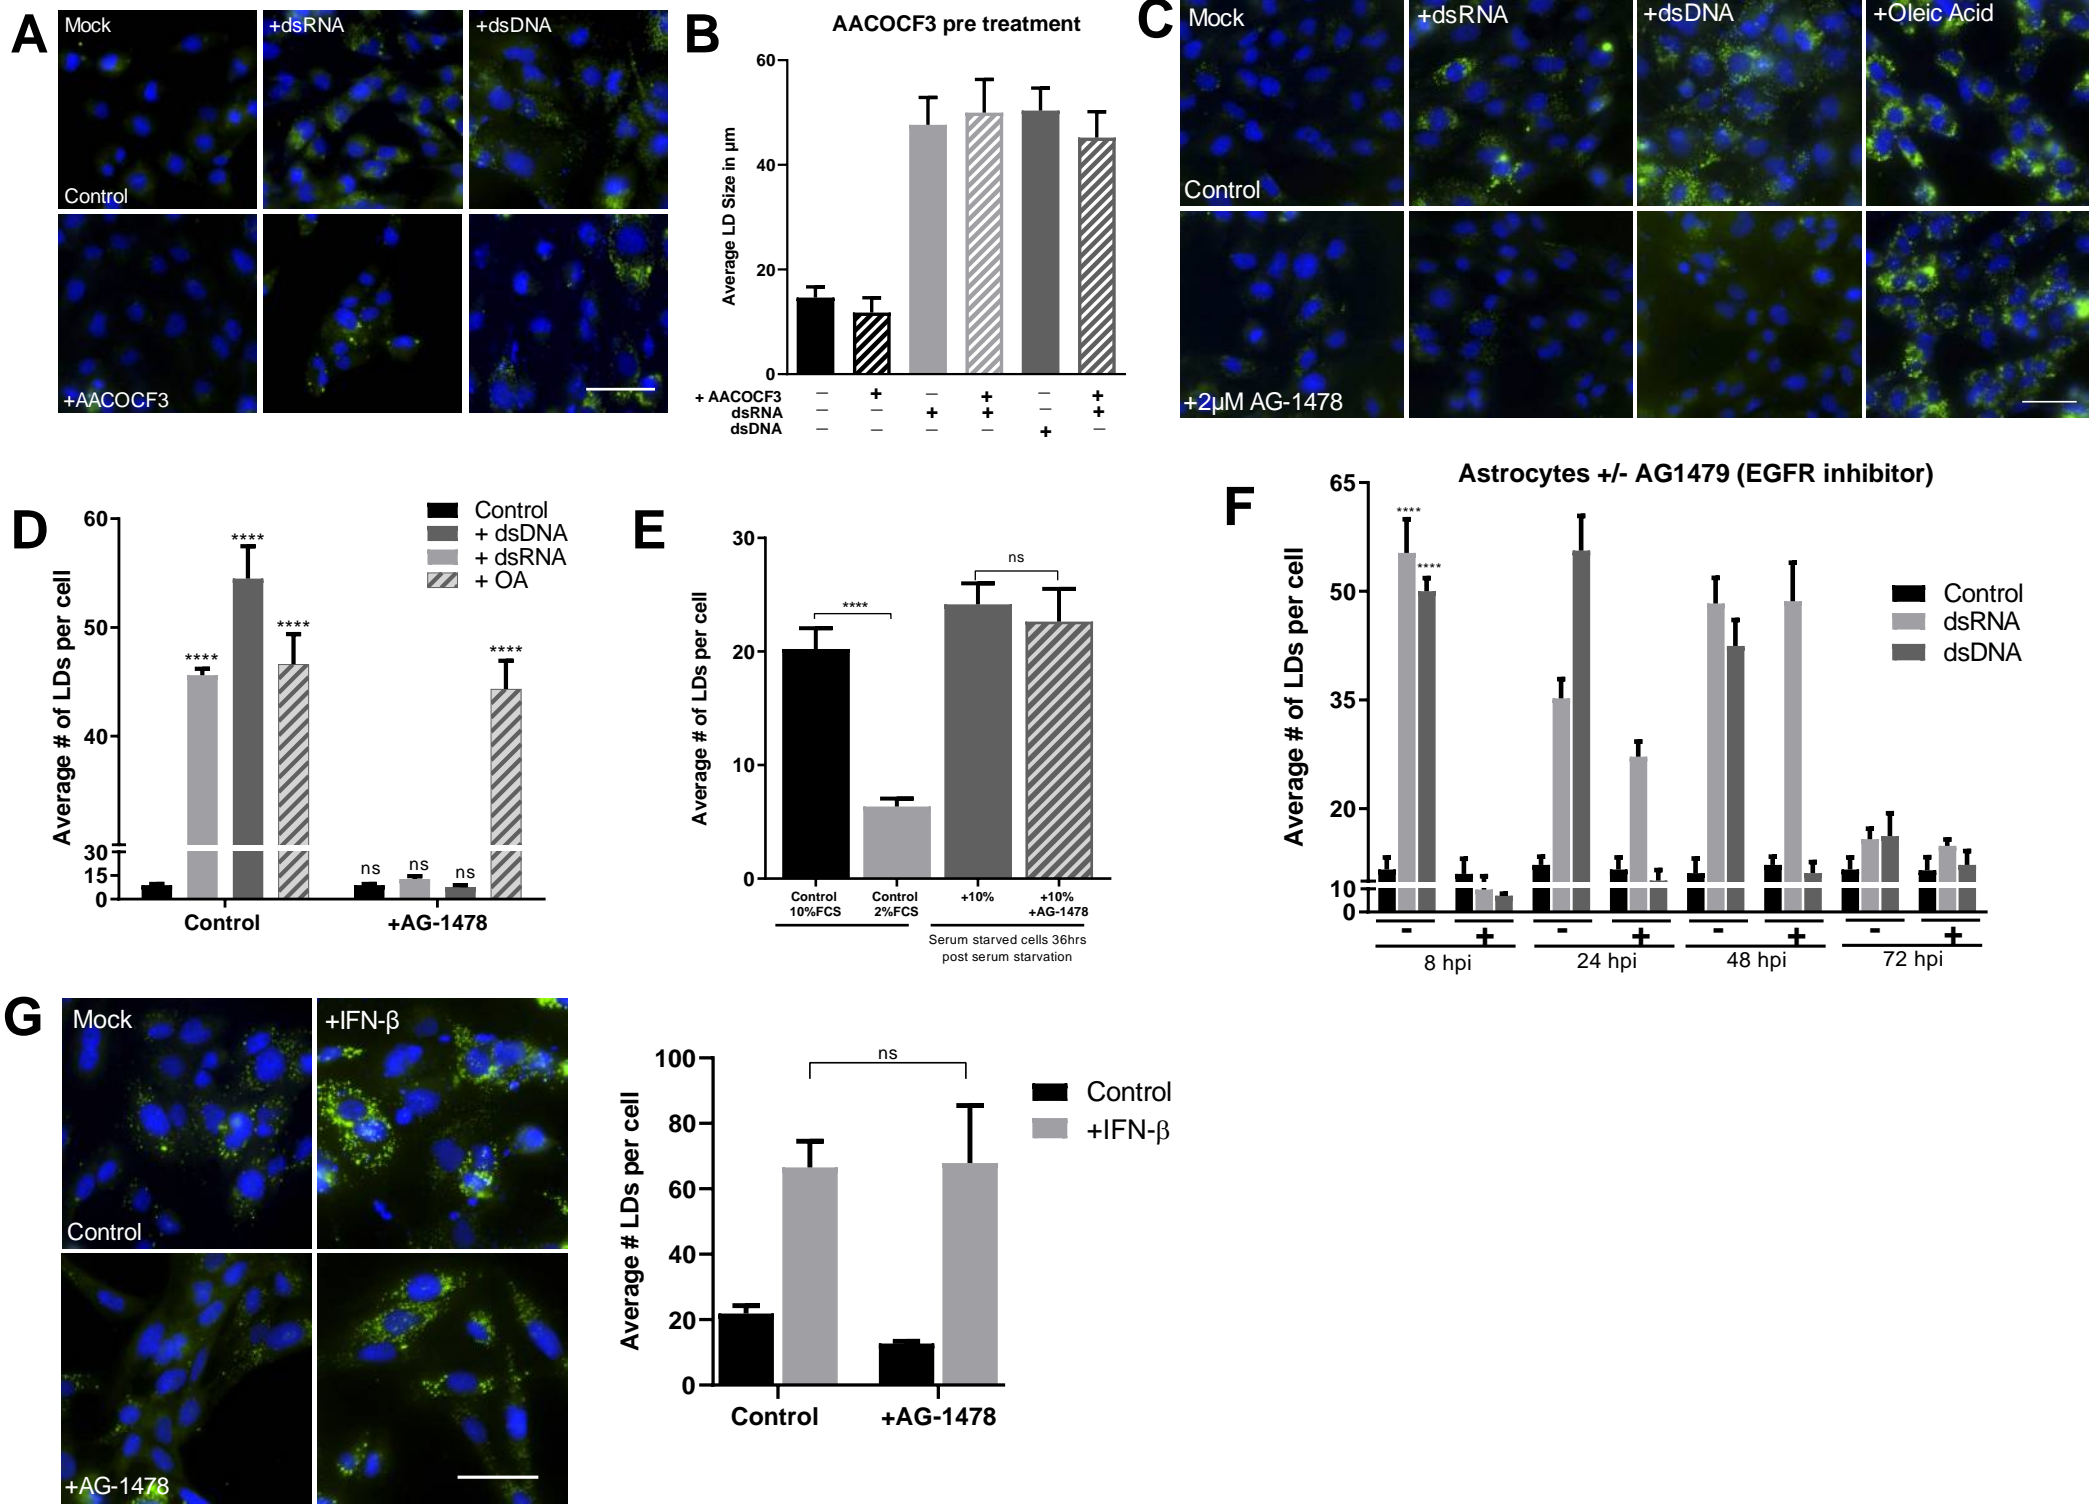 A
Mock
+dsRNA
+dsDNA
Control
+AACOCF3
B
AACOCF3 pre treatment
Average LD Size in µm
60
40
20
0
+ AACOCF3 – + – + – +
dsRNA – – + + – +
dsDNA – – – – + –
C
Mock
+dsRNA
+dsDNA
+Oleic Acid
Control
+2µM AG-1478
D
Average # of LDs per cell
60
50
40
30
15
0
Control
+ dsDNA
+ dsRNA
+ OA
**** **** ****
ns ns ns ****
Control
+AG-1478
E
Average # of LDs per cell
30
20
10
0
****
ns
Control
10%FCS
Control
2%FCS
+10%
+10%
+AG-1478
Serum starved cells 36hrs
post serum starvation
F
Astrocytes +/- AG1479 (EGFR inhibitor)
Average # of LDs per cell
65
50
35
20
10
0
****
****
Control
dsRNA
dsDNA
- + - + - + - +
8 hpi
24 hpi
48 hpi
72 hpi
G
Mock
+IFN-β
Control
+AG-1478
Average # LDs per cell
100
80
60
40
20
0
ns
Control
+IFN-β
Control
+AG-1478